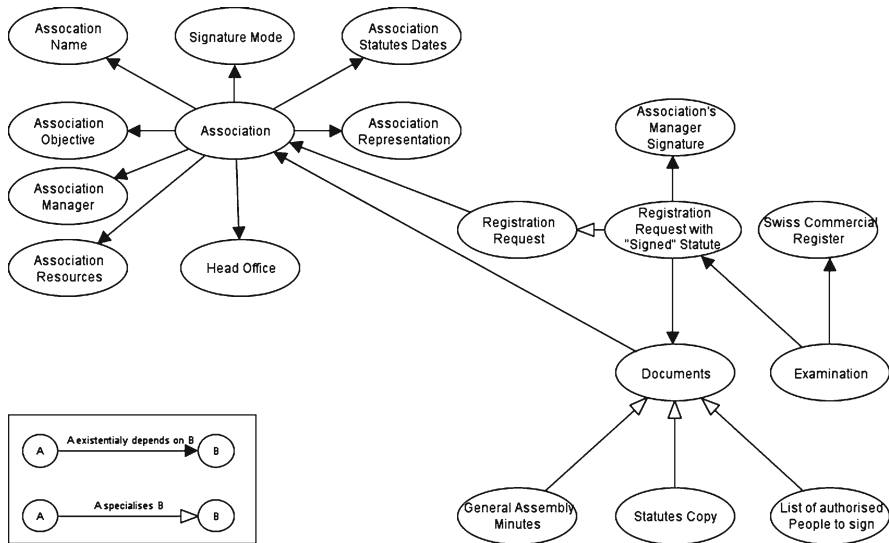 Assocation
Name
Signature Mode
Association
Statutes Dates
Association
Objective
Association
Association
Representation
Association's
Manager
Signature
Association
Manager
Registration
Request
Registration
Request with
"Signed" Statute
Swiss Commercial
Register
Association
Resources
Head Office
Documents
Examination
A existentialy depends on B
A
B
A specialises B
A
B
General Assembly
Minutes
Statutes Copy
List of authorised
People to sign